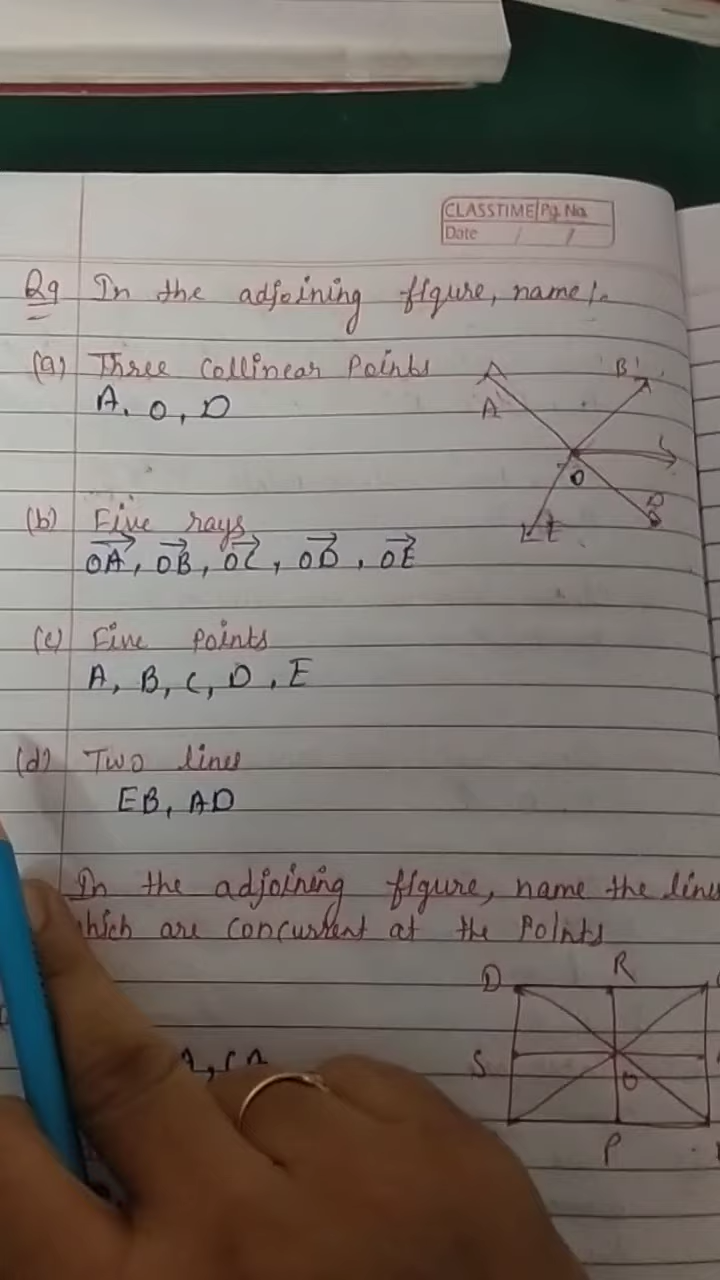 CLASSTIME Pg. No.
Date / /
Q9 In the adjoining figure, name:
(a) Three Collinear Points
A, O, D
A
B
O
D
E
(b) Five rays
OA, OB, OC, OD, OE
(c) Five points
A, B, C, D, E
(d) Two lines
EB, AD
In the adjoining figure, name the lines
which are concurrent at the Points
D R
S
O
P